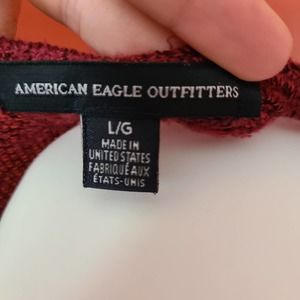 AMERICAN EAGLE OUTFITTERS
L/G
MADE IN
UNITED STATES
FABRIQUÉ AUX
ÉTATS-UNIS